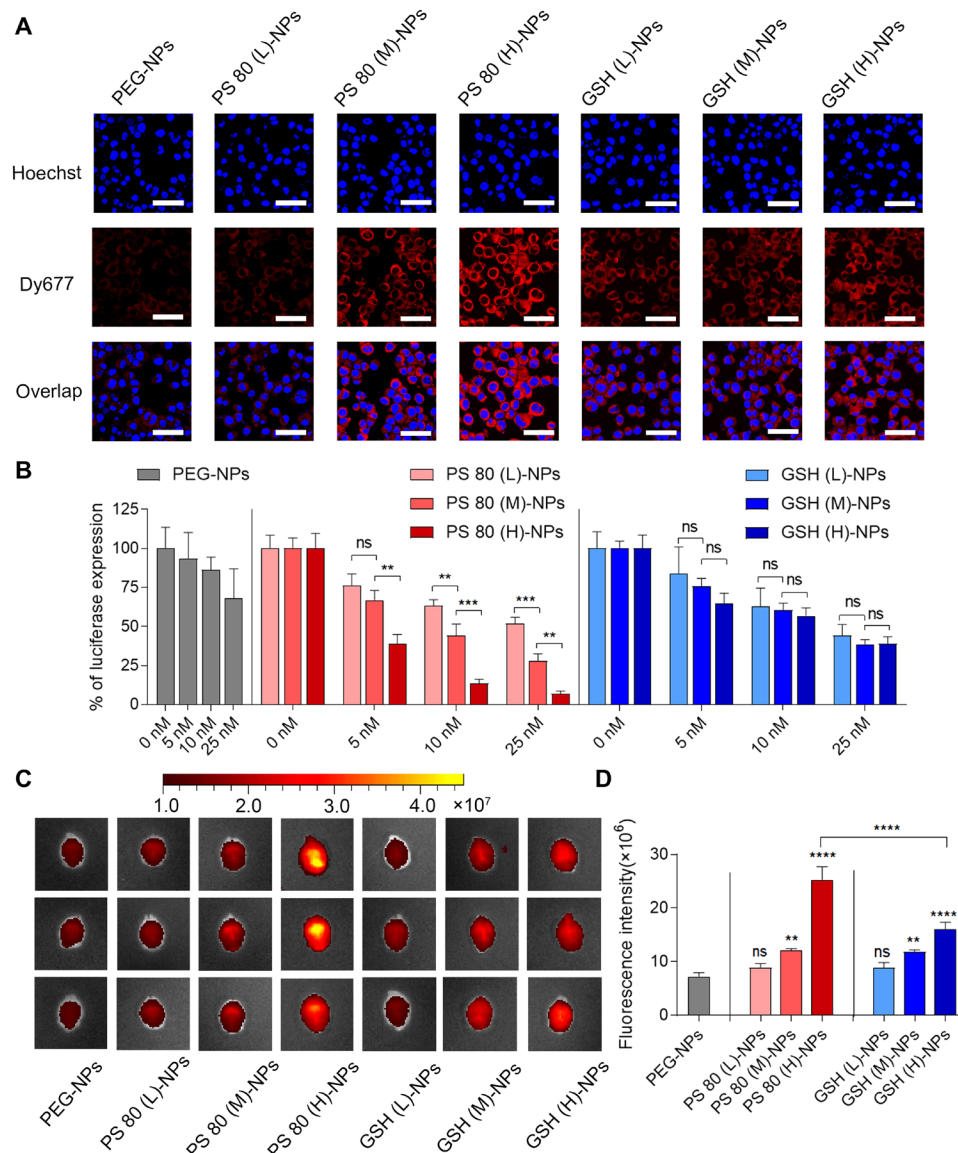 A
PEG-NPs
PS 80 (L)-NPs
PS 80 (M)-NPs
PS 80 (H)-NPs
GSH (L)-NPs
GSH (M)-NPs
GSH (H)-NPs
Hoechst
Dy677
Overlap
B
PEG-NPs
PS 80 (L)-NPs
PS 80 (M)-NPs
PS 80 (H)-NPs
GSH (L)-NPs
GSH (M)-NPs
GSH (H)-NPs
% of luciferase expression
125
100
75
50
25
0
ns
**
**
***
***
**
ns
ns
ns
ns
ns
ns
0 nM
5 nM
10 nM
25 nM
0 nM
5 nM
10 nM
25 nM
0 nM
5 nM
10 nM
25 nM
C
1.0
2.0
3.0
4.0
×10⁷
PEG-NPs
PS 80 (L)-NPs
PS 80 (M)-NPs
PS 80 (H)-NPs
GSH (L)-NPs
GSH (M)-NPs
GSH (H)-NPs
D
Fluorescence intensity(×10⁶)
30
20
10
0
ns
**
****
****
ns
**
****
PEG-NPs
PS 80 (L)-NPs
PS 80 (M)-NPs
PS 80 (H)-NPs
GSH (L)-NPs
GSH (M)-NPs
GSH (H)-NPs